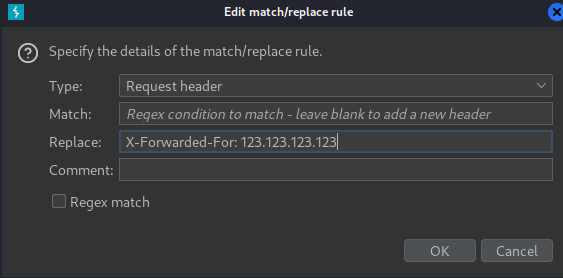 Edit match/replace rule
Specify the details of the match/replace rule.
Type: Request header
Match: Regex condition to match - leave blank to add a new header
Replace: X-Forwarded-For: 123.123.123.123
Comment:
Regex match
OK Cancel